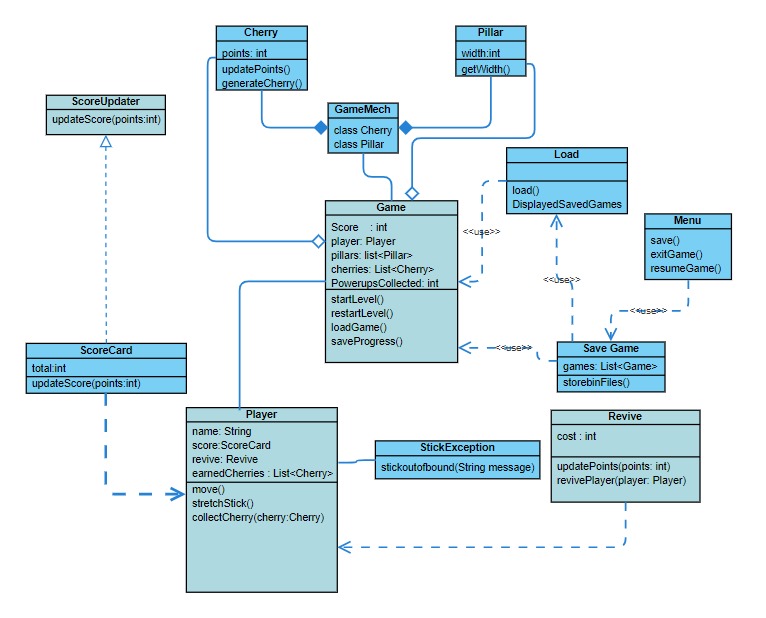 Cherry
points: int
updatePoints()
generateCherry()
Pillar
width:int
getWidth()
ScoreUpdater
updateScore(points:int)
GameMech
class Cherry
class Pillar
Load
load()
DisplayedSavedGames
Game
Score : int
player: Player
pillars: list<Pillar>
cherries: List<Cherry>
PowerupsCollected: int
startLevel()
restartLevel()
loadGame()
saveProgress()
<<use>>
Menu
save()
exitGame()
resumeGame()
<<use>>
<<use>>
<<use>>
ScoreCard
total:int
updateScore(points:int)
Save Game
games: List<Game>
storebinFiles()
Player
name: String
score:ScoreCard
revive: Revive
earnedCherries : List<Cherry>
move()
stretchStick()
collectCherry(cherry:Cherry)
StickException
stickoutofbound(String message)
Revive
cost : int
updatePoints(points: int)
revivePlayer(player: Player)